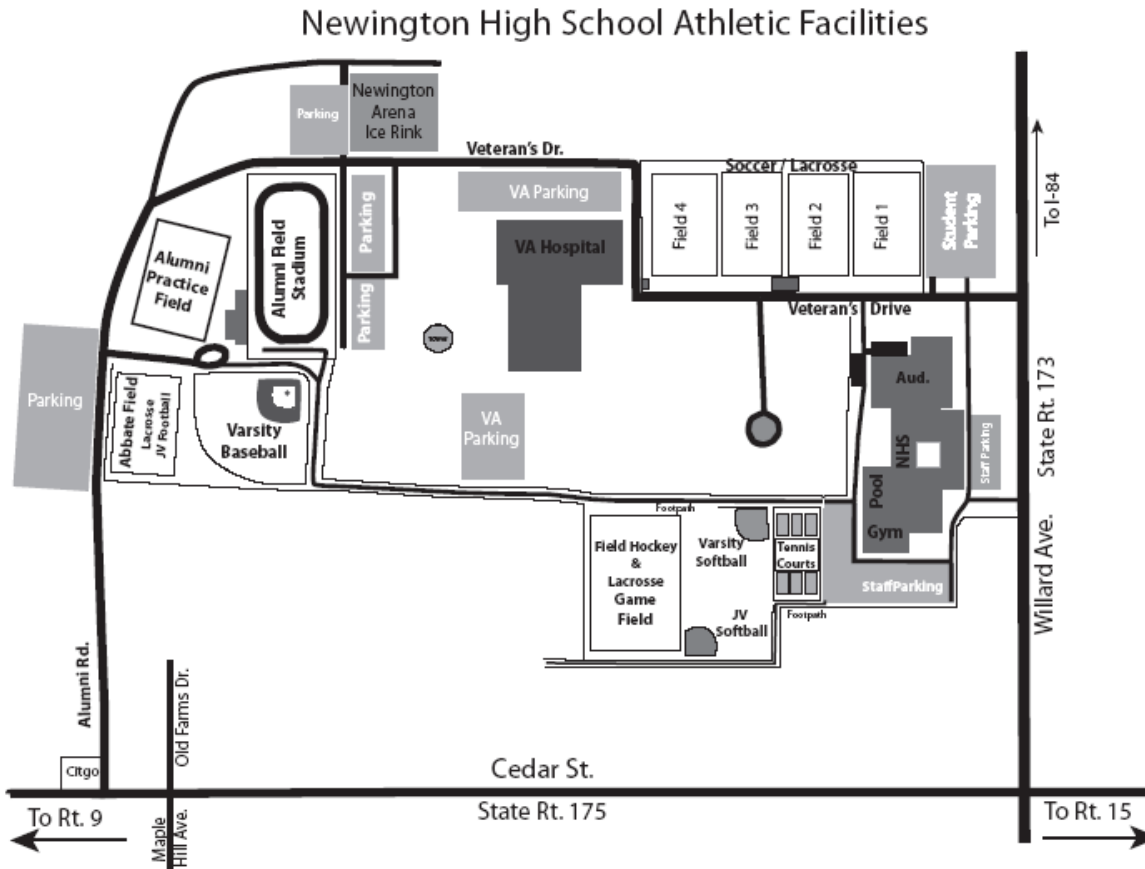 Newington High School Athletic Facilities
Parking
Newington
Arena
Ice Rink
Veteran's Dr.
Soccer / Lacrosse
VA Parking
Parking
Field 4
Field 3
Field 2
Field 1
Student
Parking
To I-84
Alumni
Practice
Field
Alumni Field
Stadium
VA Hospital
Parking
Veteran's Drive
Parking
Abbate Field
Lacrosse
JV Football
Varsity
Baseball
VA
Parking
Aud.
NHS
Pool
Gym
Staff Parking
State Rt. 173
Willard Ave.
Footpath
Field Hockey
&
Lacrosse
Game
Field
Varsity
Softball
Tennis
Courts
JV
Softball
Footpath
StaffParking
Alumni Rd.
Old Farms Dr.
Citgo
Cedar St.
State Rt. 175
To Rt. 9
Maple
Hill Ave.
To Rt. 15